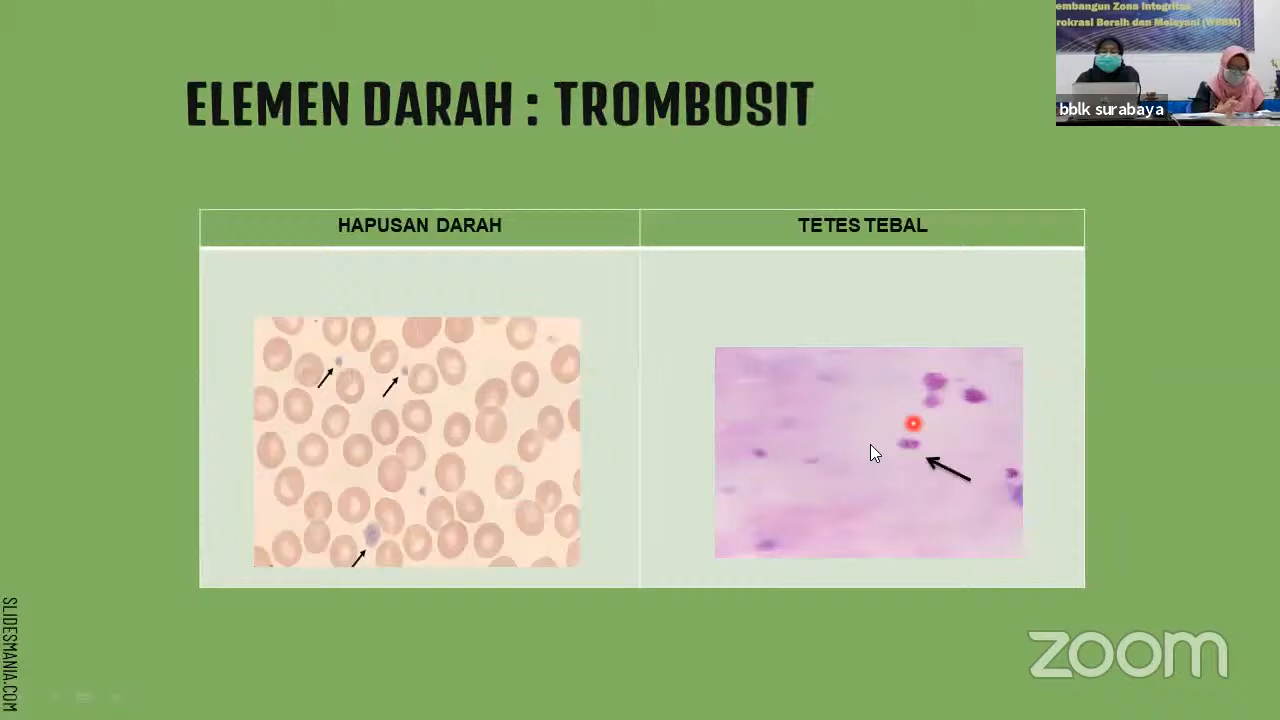 embangun Zona Integritas
rokrasi Bersih dan Melayani (WBBM)
bblk surabaya
ELEMEN DARAH : TROMBOSIT
HAPUSAN DARAH
TETES TEBAL
SLIDESMANIA.COM
zoom